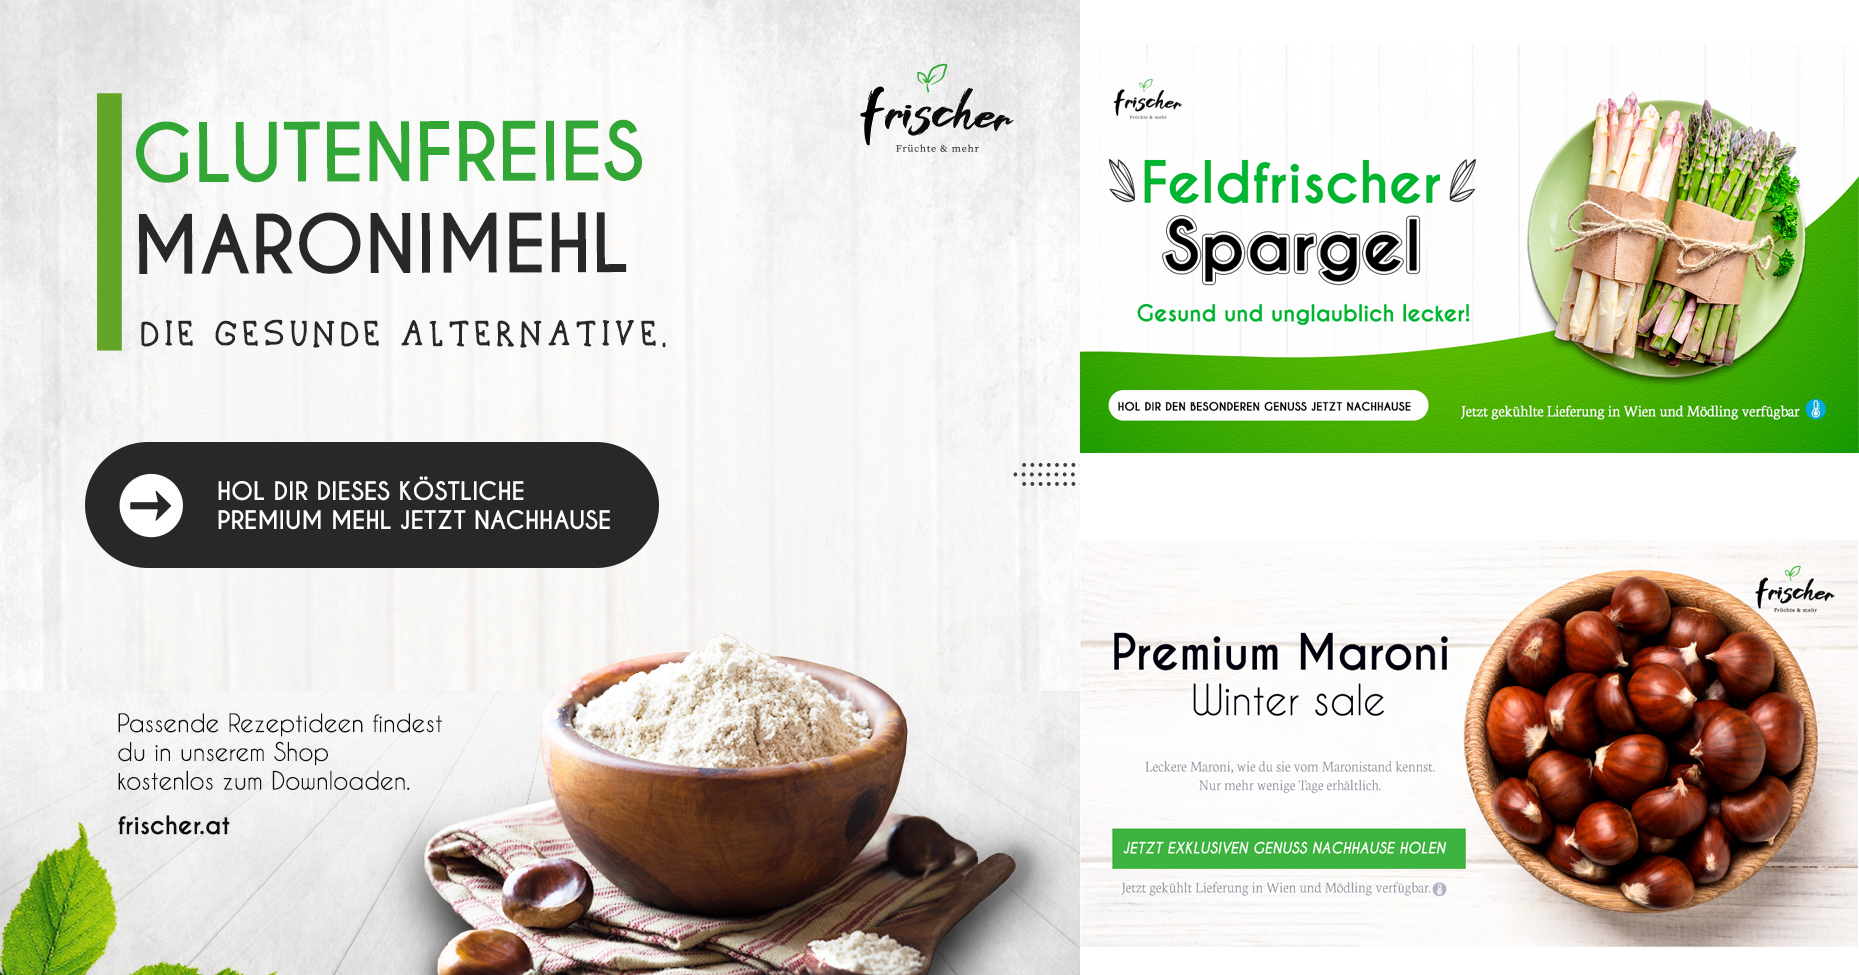 GLUTENFREIES
MARONIMEHL
DIE GESUNDE ALTERNATIVE.
frischer
Früchte & mehr
HOL DIR DIESES KÖSTLICHE
PREMIUM MEHL JETZT NACHHAUSE
Passende Rezeptideen findest
du in unserem Shop
kostenlos zum Downloaden.
frischer.at
frischer
Früchte & mehr
Feldfrischer
Spargel
Gesund und unglaublich lecker!
HOL DIR DEN BESONDEREN GENUSS JETZT NACHHAUSE
Jetzt gekühlte Lieferung in Wien und Mödling verfügbar
frischer
Früchte & mehr
Premium Maroni
Winter sale
Leckere Maroni, wie du sie vom Maronistand kennst.
Nur mehr wenige Tage erhältlich.
JETZT EXKLUSIVEN GENUSS NACHHAUSE HOLEN
Jetzt gekühlt Lieferung in Wien und Mödling verfügbar.